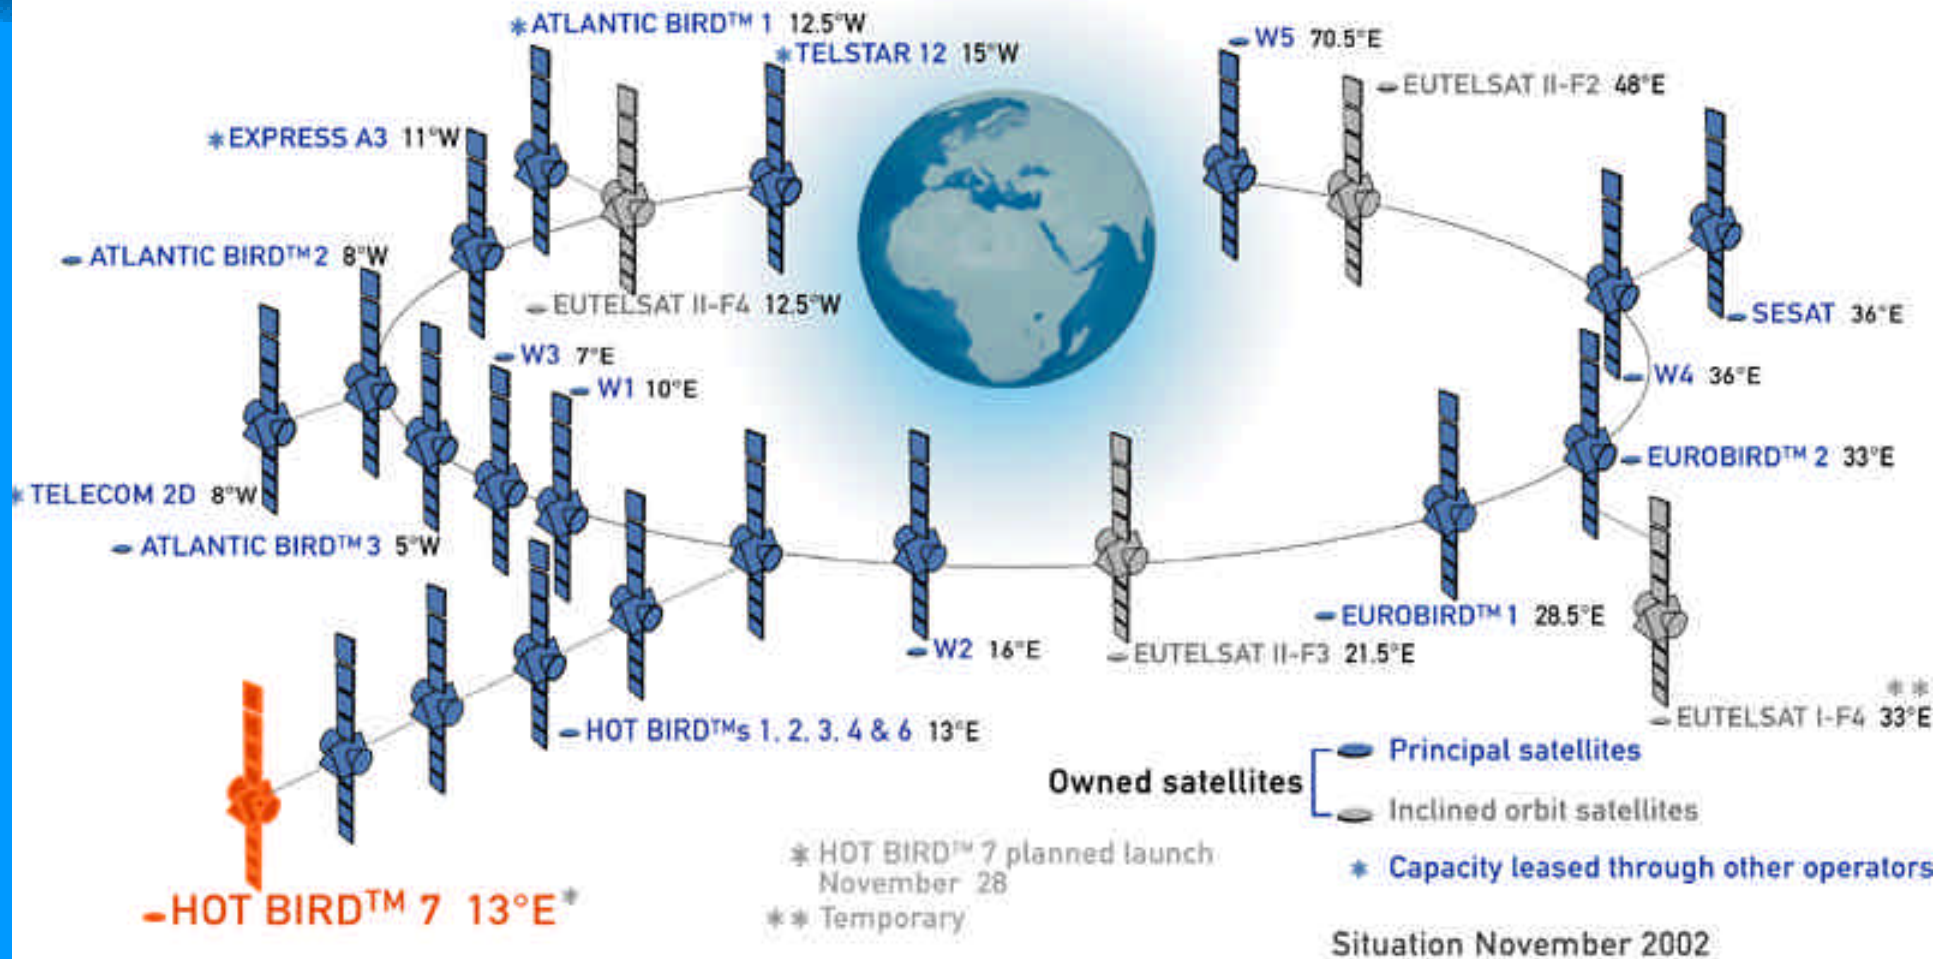 * ATLANTIC BIRD™ 1 12.5°W
* TELSTAR 12 15°W
W5 70.5°E
EUTELSAT II-F2 48°E
* EXPRESS A3 11°W
ATLANTIC BIRD™ 2 8°W
EUTELSAT II-F4 12.5°W
SESAT 36°E
W3 7°E
W1 10°E
W4 36°E
EUROBIRD™ 2 33°E
* TELECOM 2D 8°W
ATLANTIC BIRD™ 3 5°W
EUROBIRD™ 1 28.5°E
W2 16°E
EUTELSAT II-F3 21.5°E
**
EUTELSAT I-F4 33°E
HOT BIRD™s 1, 2, 3, 4 & 6 13°E
Owned satellites
Principal satellites
Inclined orbit satellites
* HOT BIRD™ 7 planned launch
November 28
* Capacity leased through other operators
HOT BIRD™ 7 13°E*
** Temporary
Situation November 2002